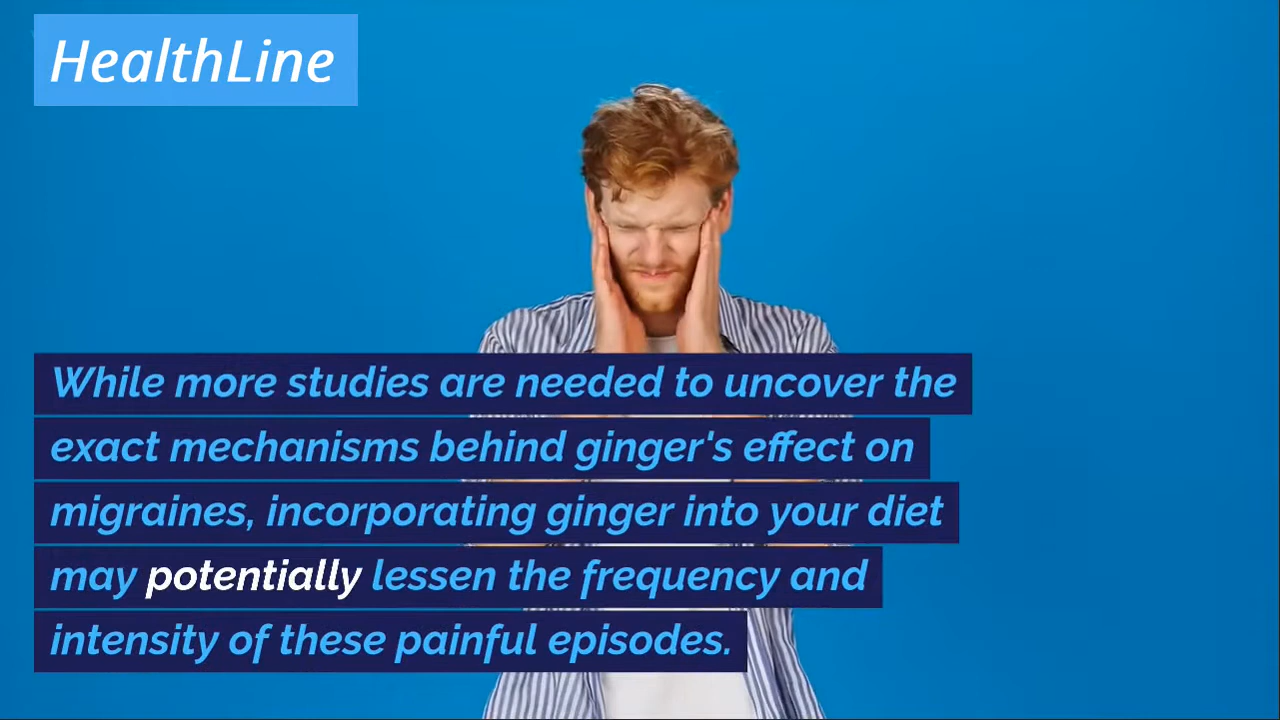 HealthLine
While more studies are needed to uncover the
exact mechanisms behind ginger's effect on
migraines, incorporating ginger into your diet
may potentially lessen the frequency and
intensity of these painful episodes.